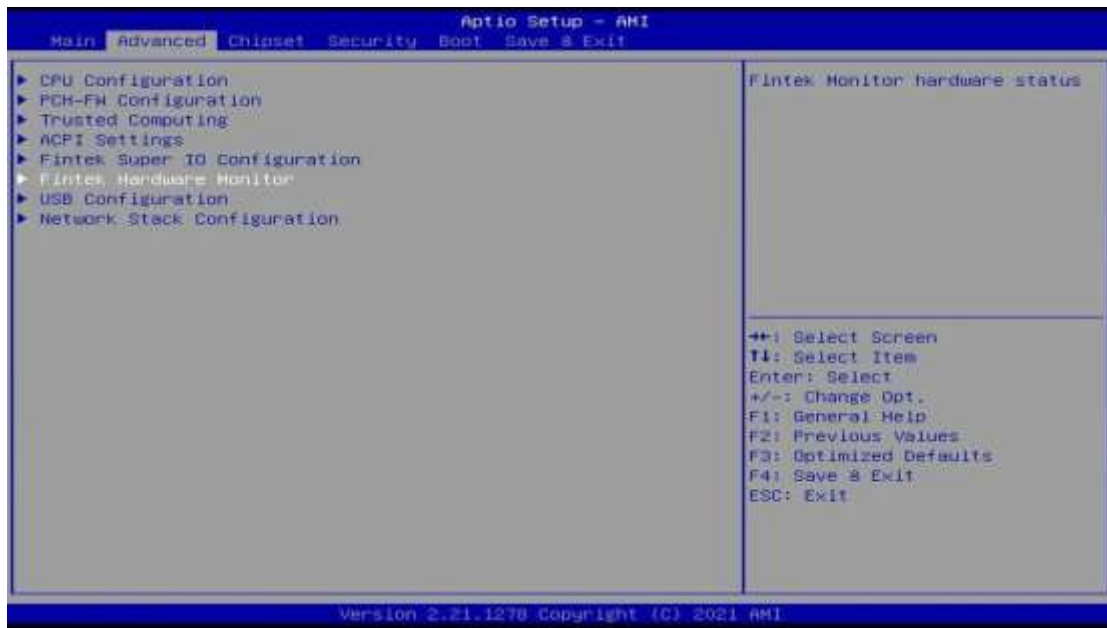 Aptio Setup - AMI
Main Advanced Chipset Security Boot Save & Exit
► CPU Configuration
► PCH-FW Configuration
► Trusted Computing
► ACPI Settings
► Fintek Super IO Configuration
► Fintek Hardware Monitor
► USB Configuration
► Network Stack Configuration
Fintek Monitor hardware status
→←: Select Screen
↑↓: Select Item
Enter: Select
+/-: Change Opt.
F1: General Help
F2: Previous Values
F3: Optimized Defaults
F4: Save & Exit
ESC: Exit
Version 2.21.1278 Copyright (C) 2021 AMI